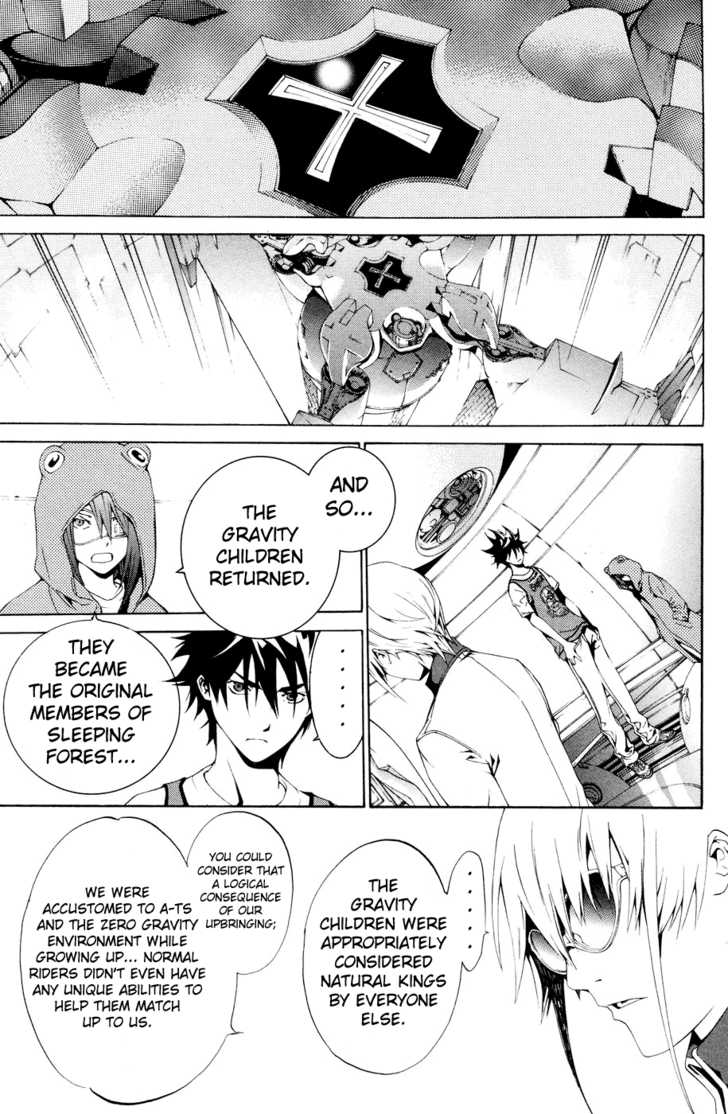 AND
SO...
THE
GRAVITY
CHILDREN
RETURNED.
. . . .
THEY
BECAME
THE ORIGINAL
MEMBERS OF
SLEEPING
FOREST...
. . . .
THE
GRAVITY
CHILDREN WERE
APPROPRIATELY
CONSIDERED
NATURAL KINGS
BY EVERYONE
ELSE.
YOU COULD
CONSIDER THAT
A LOGICAL
CONSEQUENCE
OF OUR
UPBRINGING;
WE WERE
ACCUSTOMED TO A-TS
AND THE ZERO GRAVITY
ENVIRONMENT WHILE
GROWING UP... NORMAL
RIDERS DIDN'T EVEN HAVE
ANY UNIQUE ABILITIES TO
HELP THEM MATCH
UP TO US.